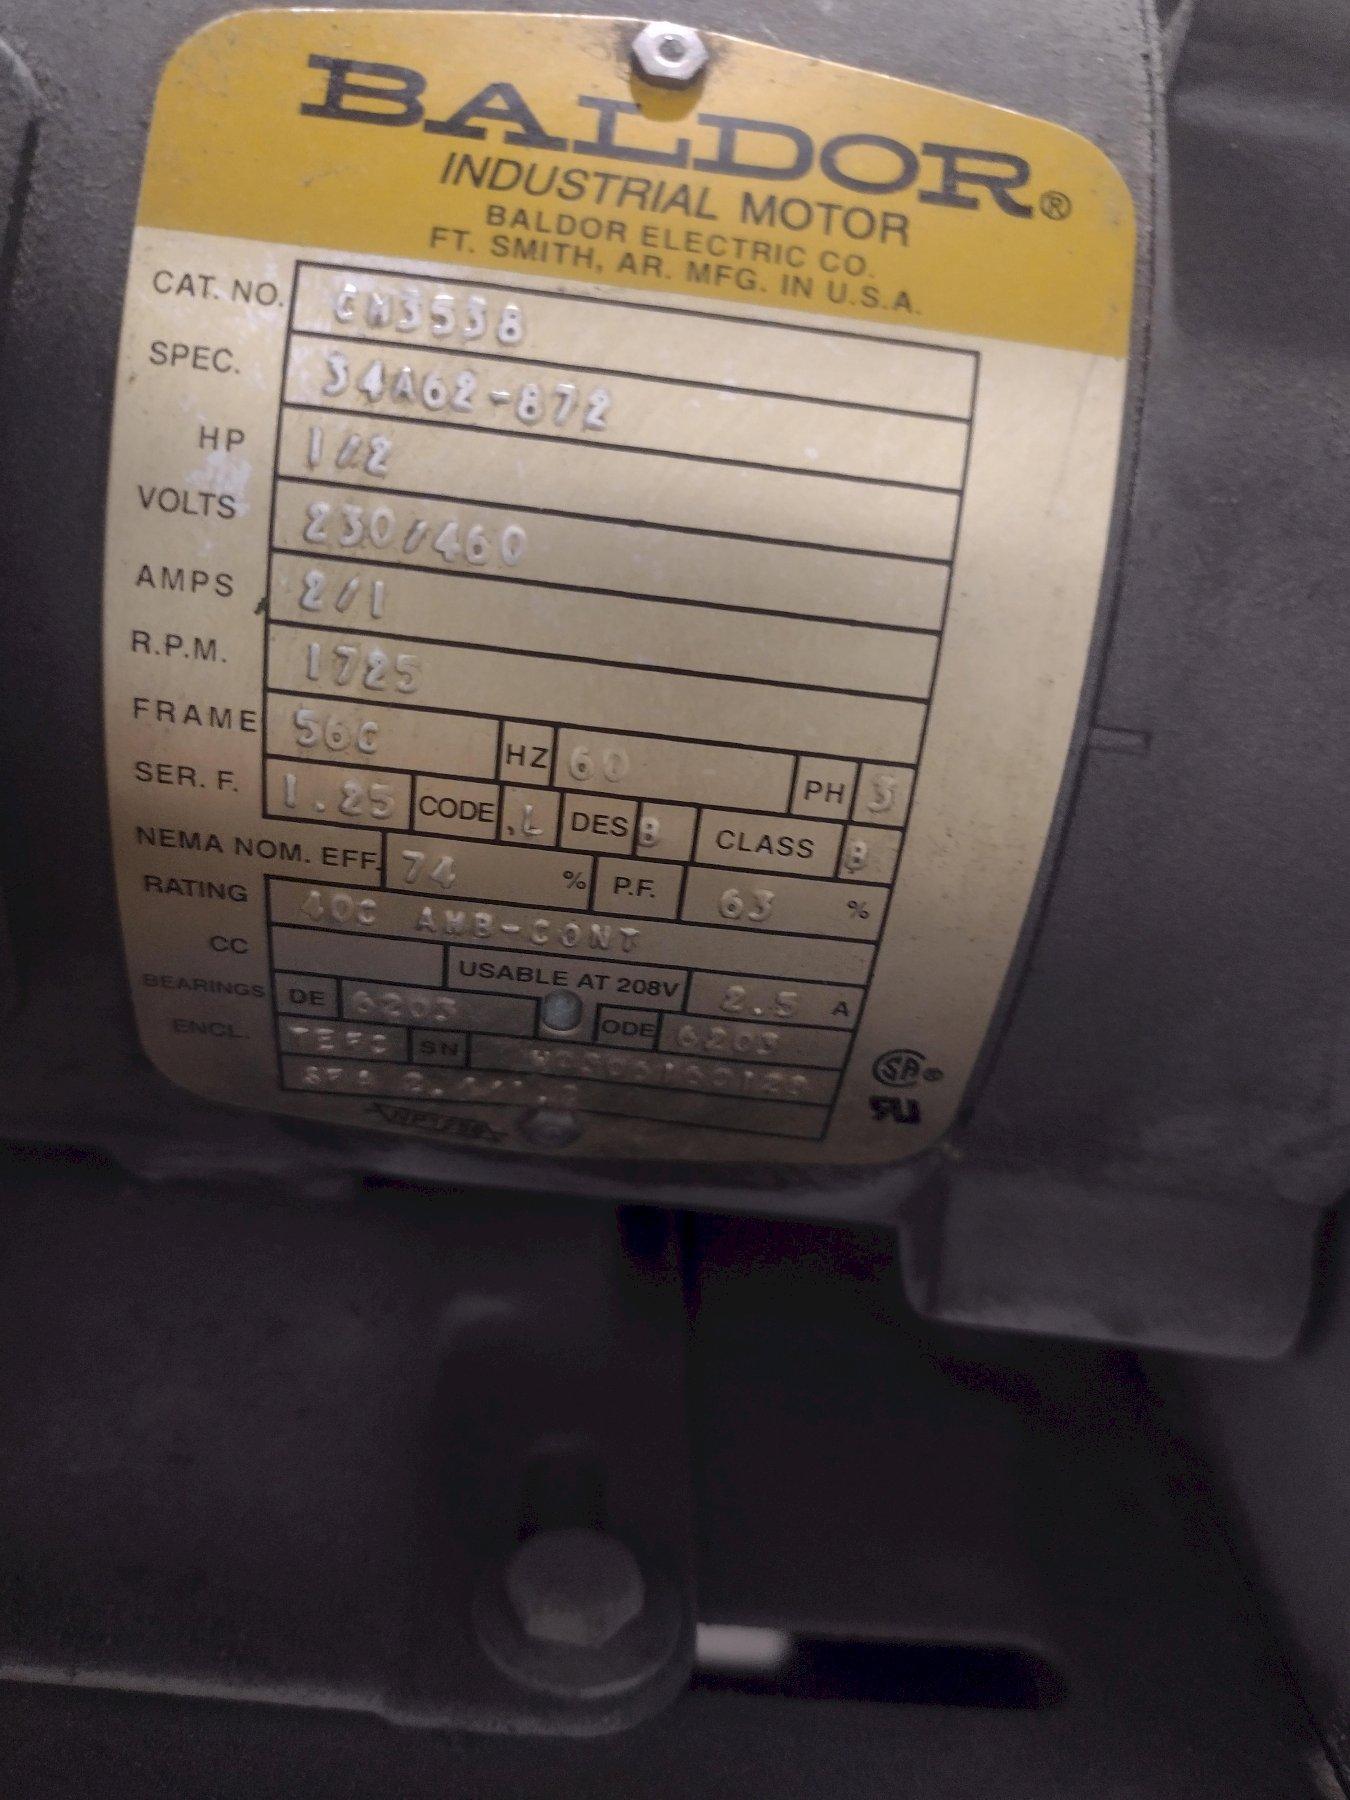 BALDOR®
INDUSTRIAL MOTOR
BALDOR ELECTRIC CO.
FT. SMITH, AR. MFG. IN U.S.A.
CAT. NO. CM3538
SPEC. 34A62-872
HP 1/2
VOLTS 230/460
AMPS 2/1
R.P.M. 1725
FRAME 56C HZ 60 PH 3
SER. F. 1.25 CODE L DES B CLASS B
NEMA NOM. EFF. 74 % P.F. 63 %
RATING 40C AMB-CONT
CC USABLE AT 208V 2.5 A
BEARINGS DE 6203 ODE 6203
ENCL. TEFC SN
SFA
SA®